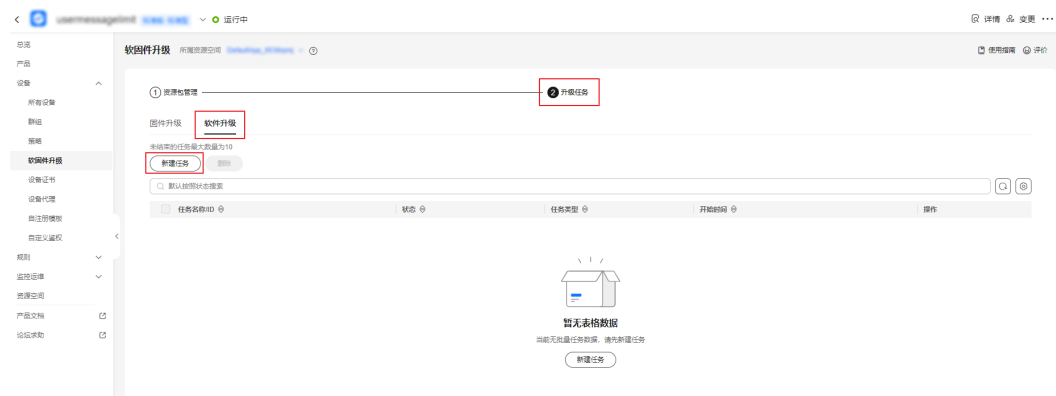 usermessagelimit 运行中 详情 变更
总览
产品
设备
所有设备
群组
策略
软固件升级
设备证书
设备代理
自注册模板
自定义鉴权
规则
监控运维
资源空间
产品文档
论坛求助
软固件升级 所属资源空间 使用指南 评价
1 资源包管理 2 升级任务
固件升级 软件升级
未结束的任务最大数量为10
新建任务 删除
默认按照状态搜索
任务名称/ID 状态 任务类型 开始时间 操作
暂无表格数据
当前无批量任务数据，请先新建任务
新建任务